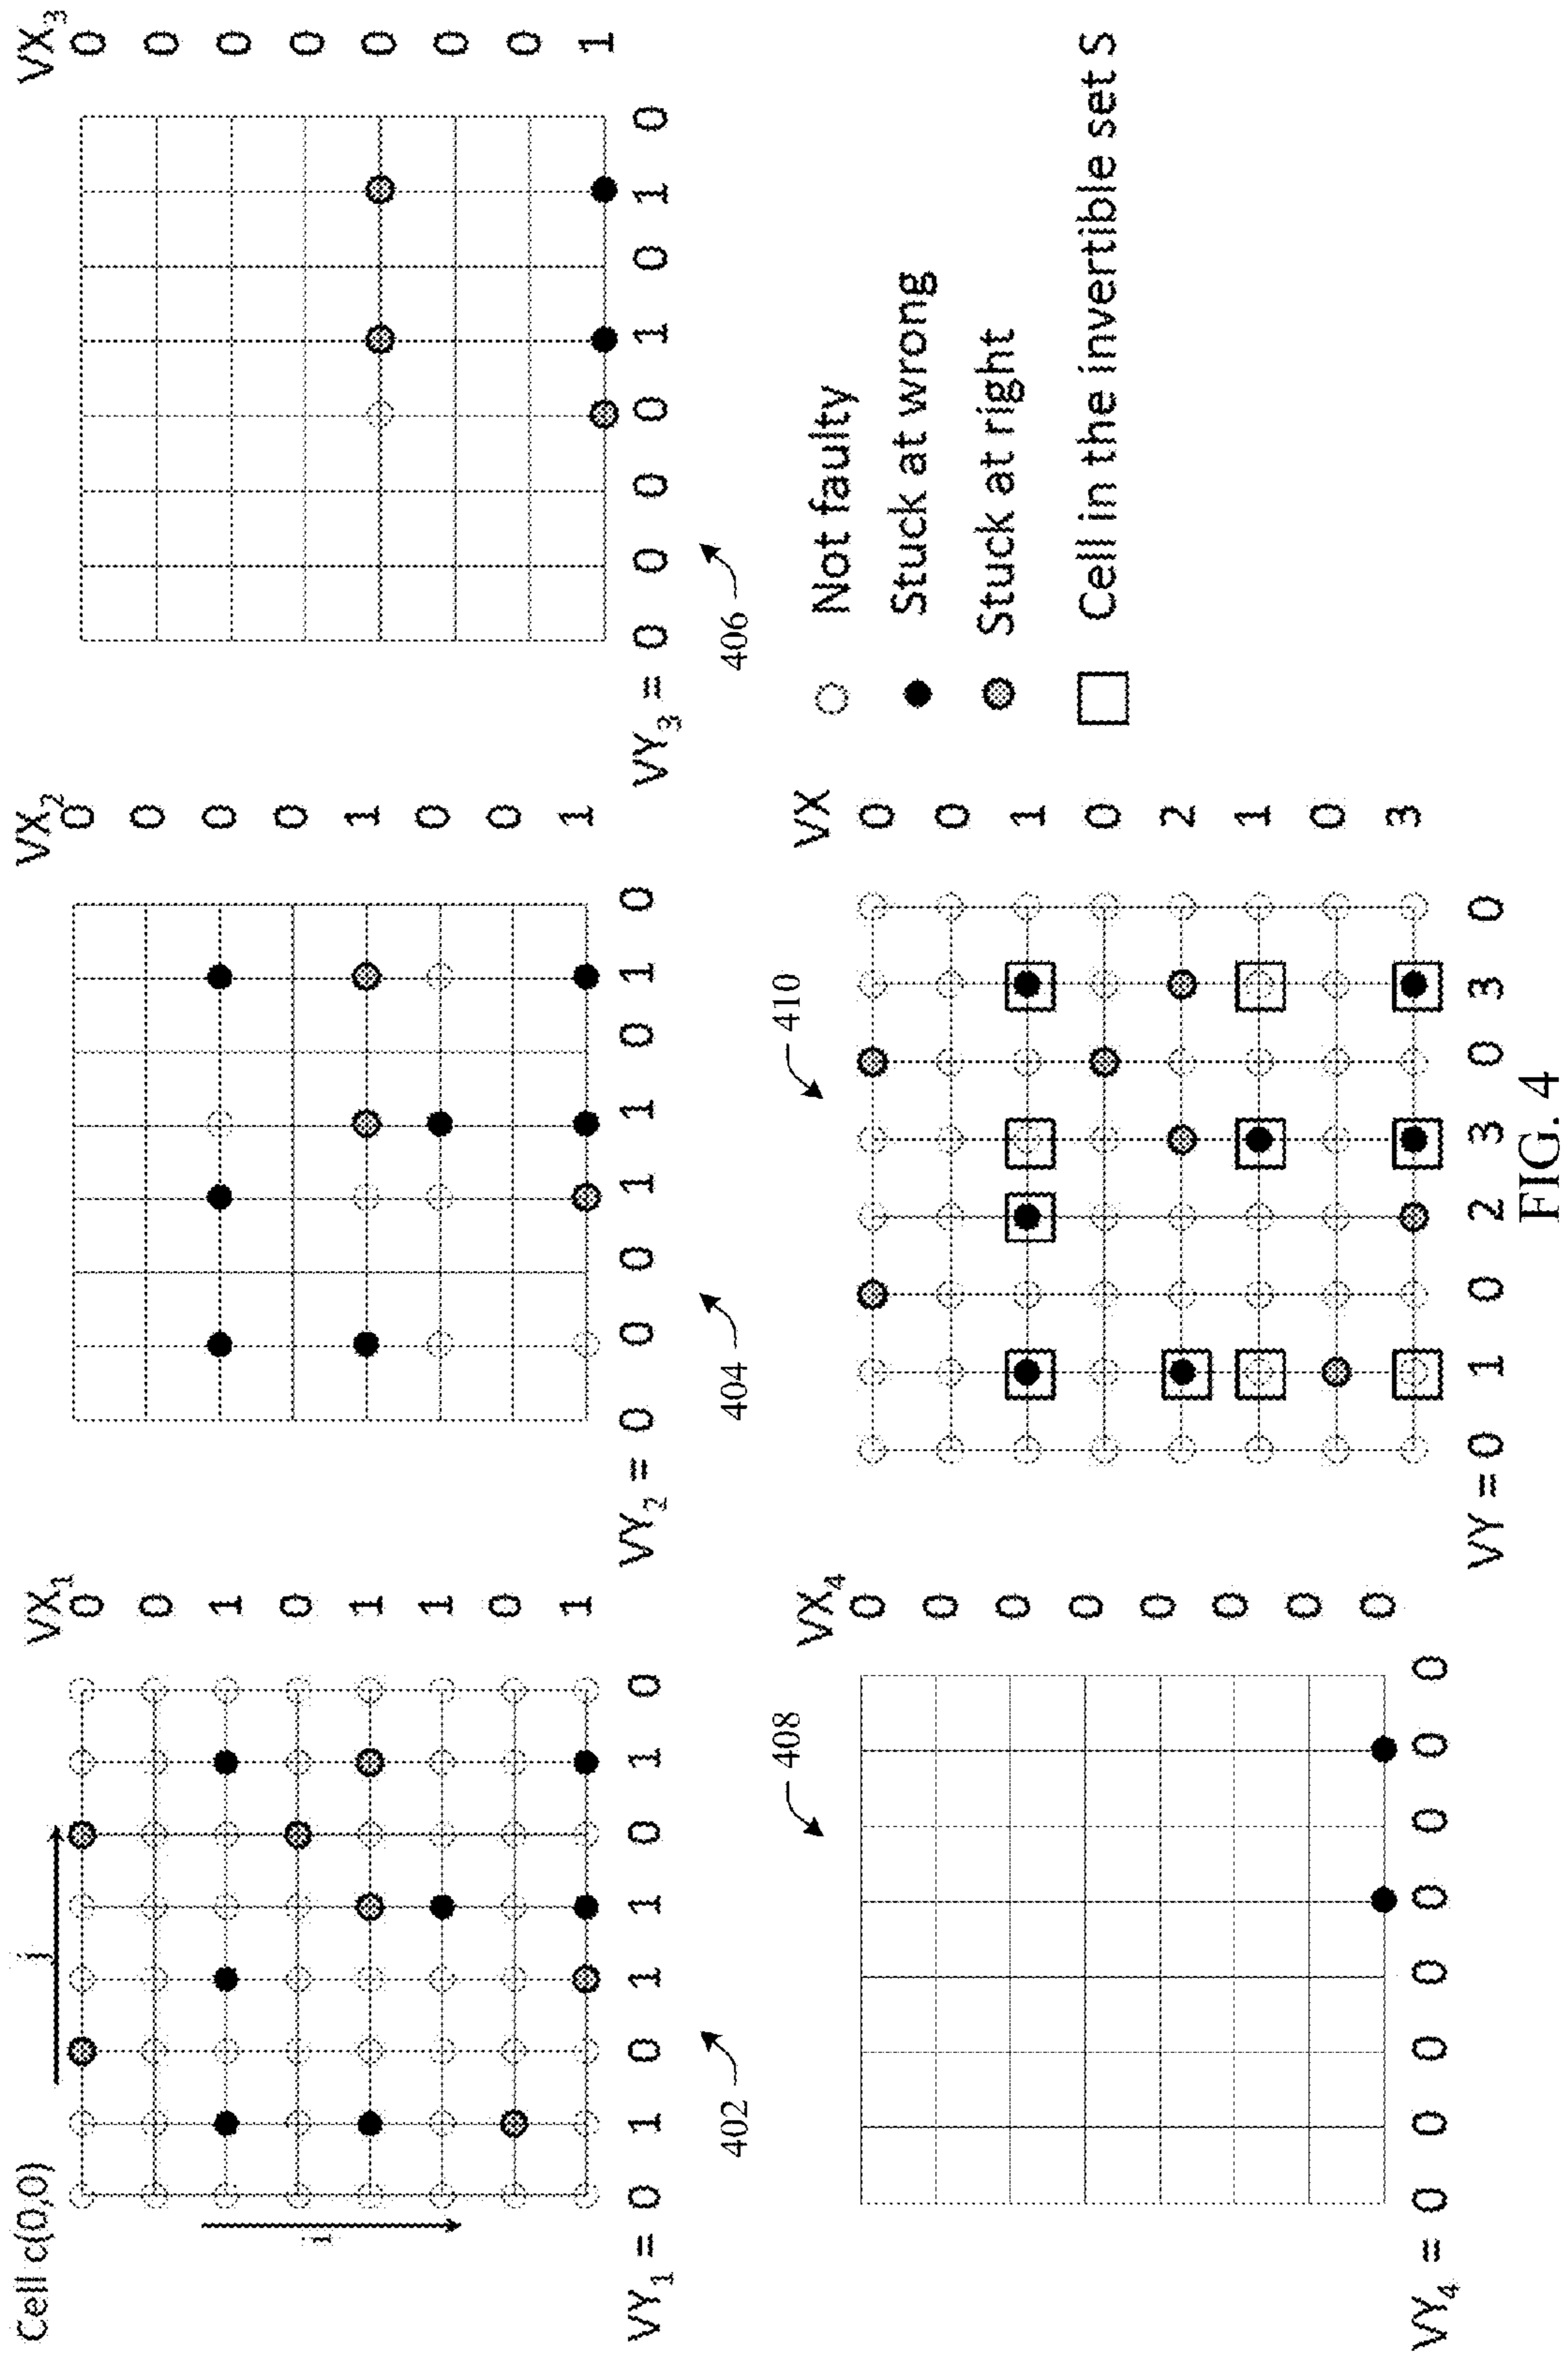 Cell c(0,0)
j
i
VX₁
0
0
1
0
1
1
0
1
VY₁ = 0 1 0 1 1 0 1 0
402
VX₂
0
0
0
0
1
0
0
1
VY₂ = 0 0 0 1 1 0 1 0
404
VX₃
0
0
0
0
0
0
0
1
VY₃ = 0 0 0 0 1 0 1 0
406
408
VX₄
0
0
0
0
0
0
0
0
VY₄ = 0 0 0 0 0 0 0 0
410
VX
0
0
1
0
2
1
0
3
VY = 0 1 0 2 3 0 3 0
Not faulty
Stuck at wrong
Stuck at right
Cell in the invertible set S
FIG. 4